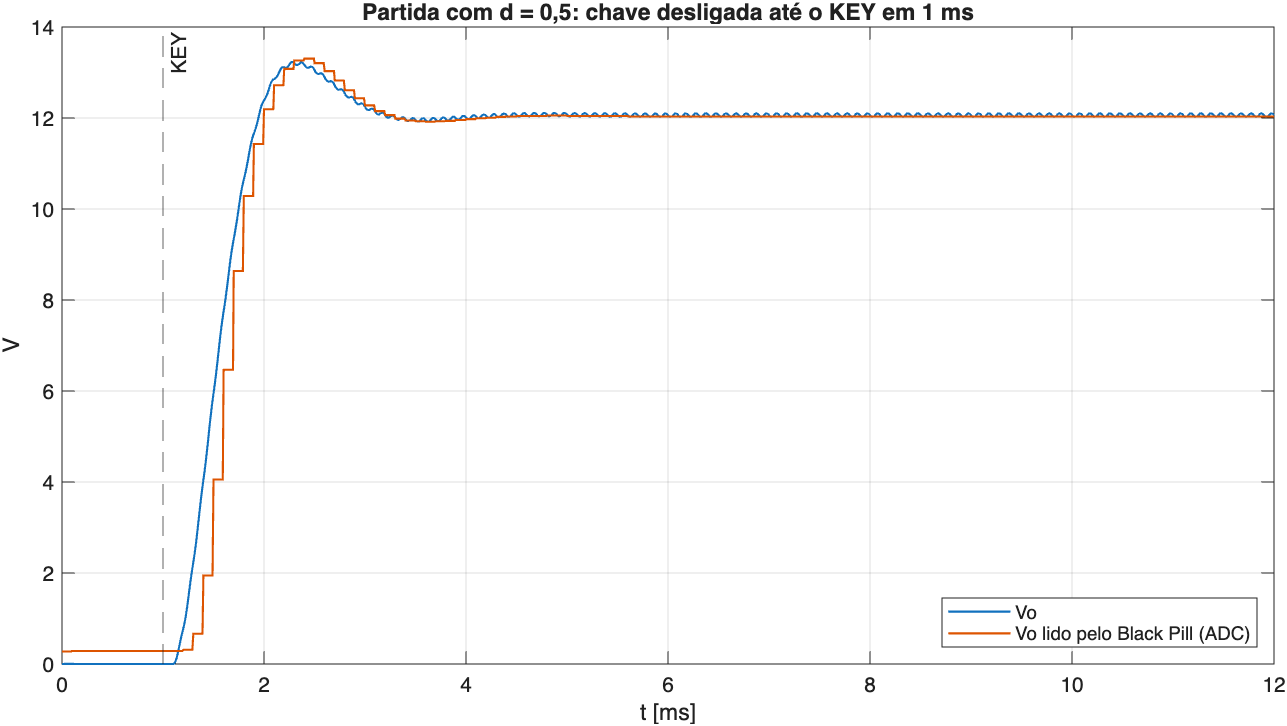 Partida com d = 0,5: chave desligada até o KEY em 1 ms
14
12
10
8
6
4
2
0
V
KEY
Vo
Vo lido pelo Black Pill (ADC)
0
2
4
6
8
10
12
t [ms]